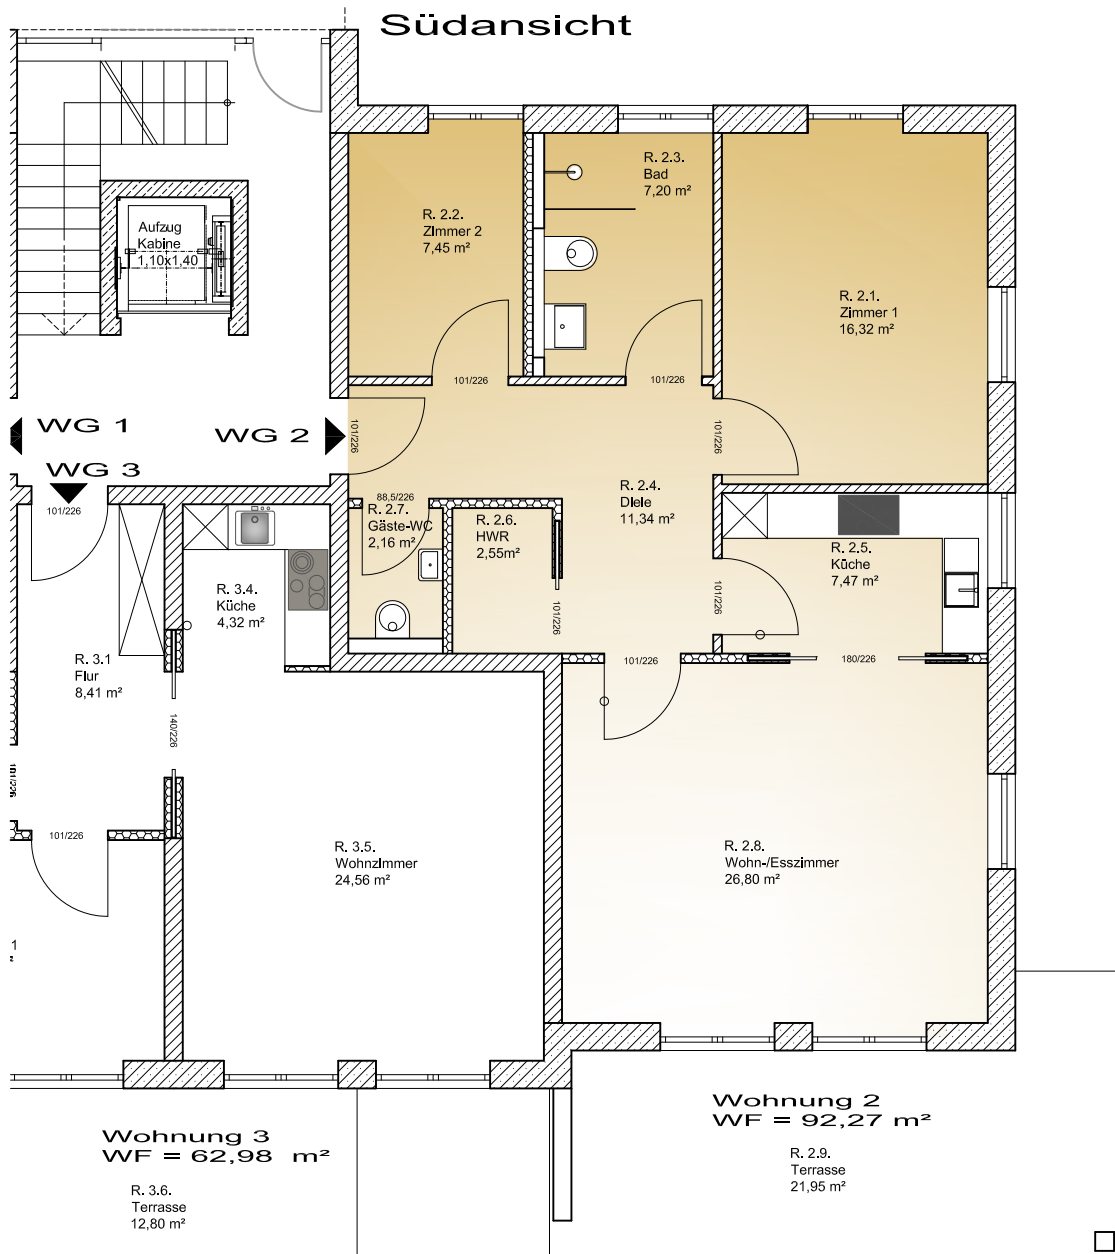 Südansicht
R. 2.3.
Bad
7,20 m²
R. 2.2.
Zimmer 2
7,45 m²
Aufzug
Kabine
1,10x1,40
R. 2.1.
Zimmer 1
16,32 m²
101/226
101/226
WG 1
WG 2
101/226
101/226
WG 3
101/226
88,5/226
R. 2.7.
Gäste-WC
2,16 m²
R. 2.6.
HWR
2,55m²
R. 2.4.
Diele
11,34 m²
R. 2.5.
Küche
7,47 m²
R. 3.4.
Küche
4,32 m²
101/226
101/226
R. 3.1
Flur
8,41 m²
101/226
180/226
140/226
101/226
101/226
R. 3.5.
Wohnzimmer
24,56 m²
R. 2.8.
Wohn-/Esszimmer
26,80 m²
1
Wohnung 2
WF = 92,27 m²
Wohnung 3
WF = 62,98 m²
R. 2.9.
Terrasse
21,95 m²
R. 3.6.
Terrasse
12,80 m²